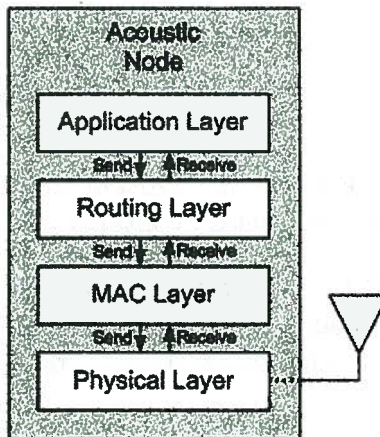 Acoustic
Node
Application Layer
Send Receive
Routing Layer
Send Receive
MAC Layer
Send Receive
Physical Layer